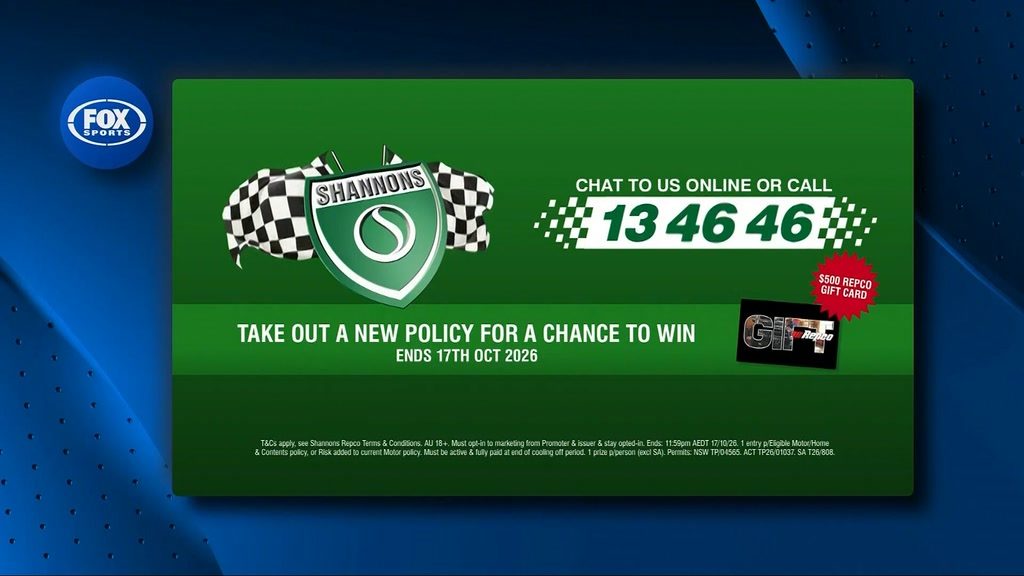 FOX
SPORTS
SHANNONS
CHAT TO US ONLINE OR CALL
13 46 46
$500 REPCO
GIFT CARD
GIFT
Repco
TAKE OUT A NEW POLICY FOR A CHANCE TO WIN
ENDS 17TH OCT 2026
T&Cs apply, see Shannons Repco Terms & Conditions. AU 18+. Must opt-in to marketing from Promoter & issuer & stay opted-in. Ends: 11:59pm AEDT 17/10/26. 1 entry p/Eligible Motor/Home
& Contents policy, or Risk added to current Motor policy. Must be active & fully paid at end of cooling off period. 1 prize p/person (excl SA). Permits: NSW TP/04565. ACT TP26/01037. SA T26/808.